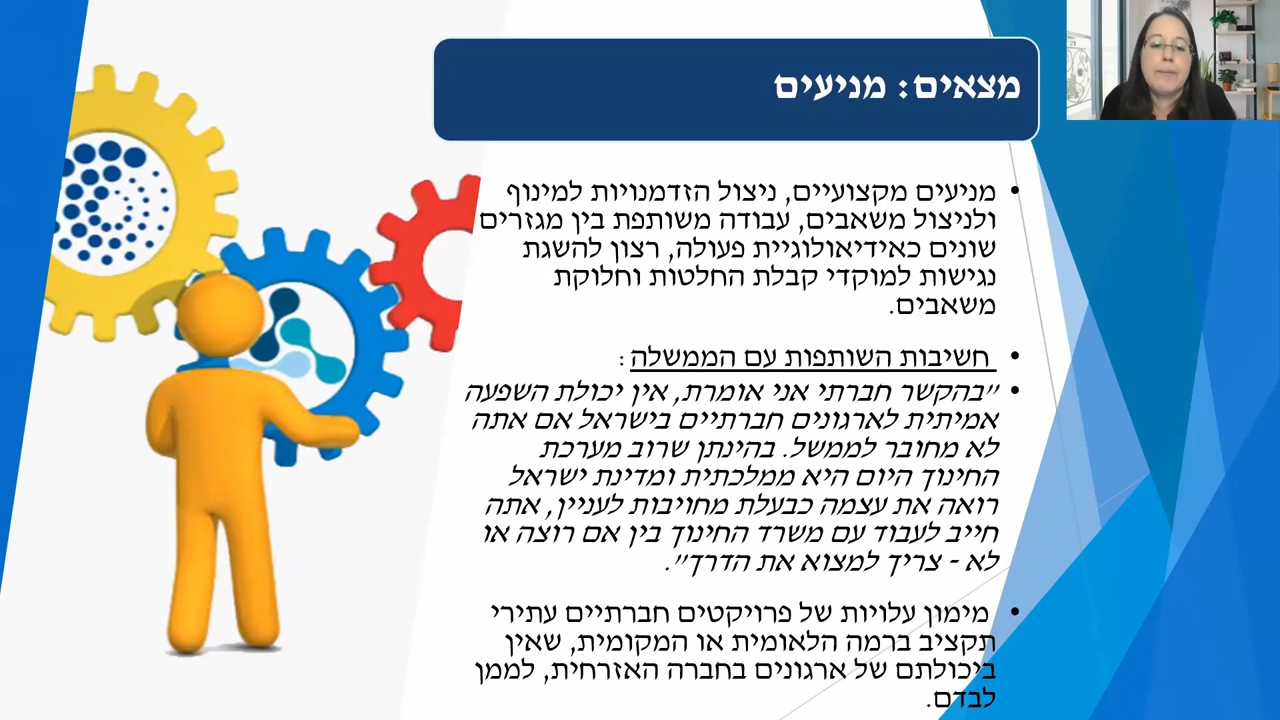 מצאים: מניעים
• מניעים מקצועיים, ניצול הזדמנויות למינוף
ולניצול משאבים, עבודה משותפת בין מגזרים
שונים כאידיאולוגיית פעולה, רצון להשגת
נגישות למוקדי קבלת החלטות וחלוקת
משאבים.
• חשיבות השותפות עם הממשלה:
• "בהקשר חברתי אני אומרת, אין יכולת השפעה
אמיתית לארגונים חברתיים בישראל אם אתה
לא מחובר לממשל. בהינתן שרוב מערכת
החינוך היום היא ממלכתית ומדינת ישראל
רואה את עצמה כבעלת מחויבות לעניין, אתה
חייב לעבוד עם משרד החינוך בין אם רוצה או
לא - צריך למצוא את הדרך".
• מימון עלויות של פרויקטים חברתיים עתירי
תקציב ברמה הלאומית או המקומית, שאין
ביכולתם של ארגונים בחברה האזרחית, לממן
לבדם.